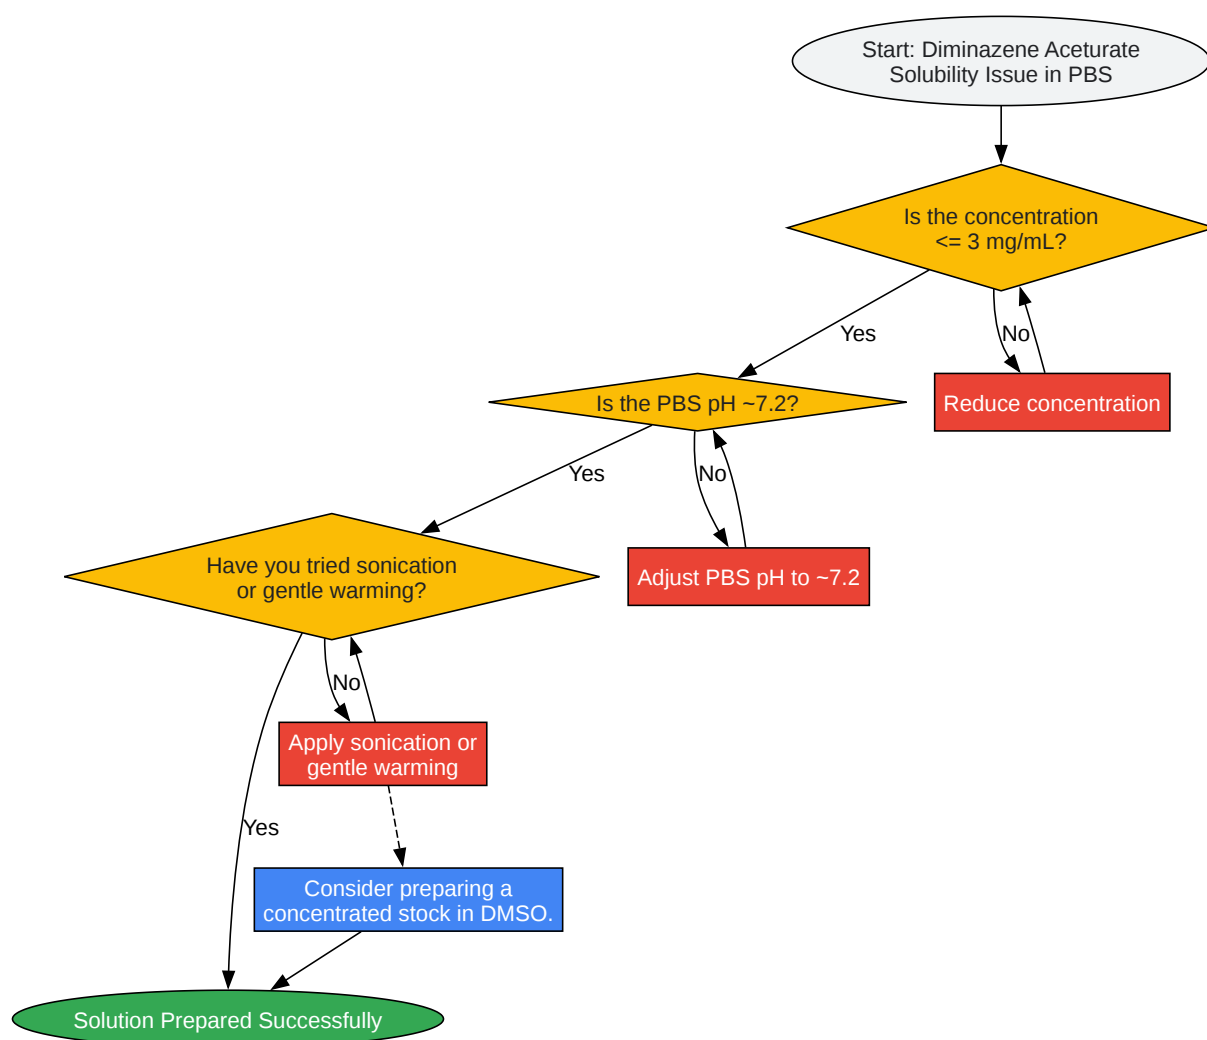 Start: Diminazene Aceturate
Solubility Issue in PBS
Is the concentration
<= 3 mg/mL?
Yes
No
Reduce concentration
Is the PBS pH ~7.2?
Yes
No
Adjust PBS pH to ~7.2
Have you tried sonication
or gentle warming?
No
Apply sonication or
gentle warming
Yes
Consider preparing a
concentrated stock in DMSO.
Solution Prepared Successfully